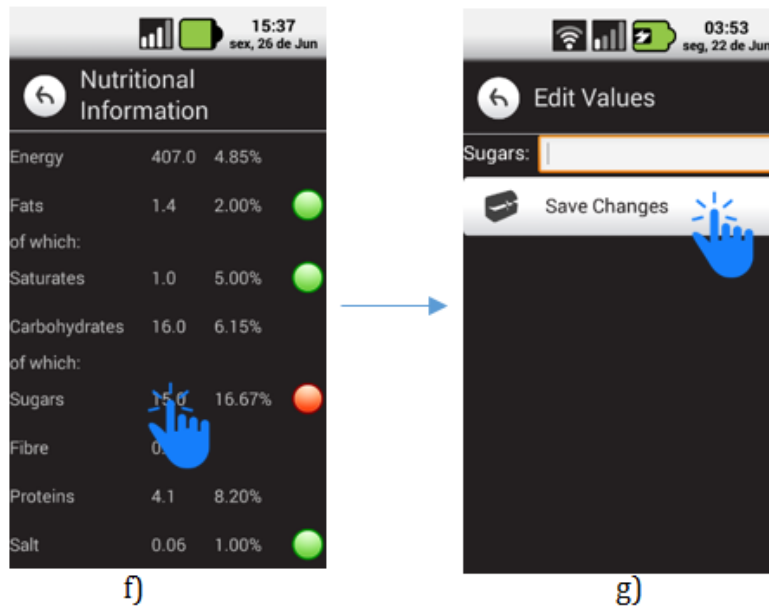 15:37
sex, 26 de Jun
Nutritional
Information
Energy 407.0 4.85%
Fats 1.4 2.00%
of which:
Saturates 1.0 5.00%
Carbohydrates 16.0 6.15%
of which:
Sugars 15.0 16.67%
Fibre
Proteins 4.1 8.20%
Salt 0.06 1.00%
f)
03:53
seg, 22 de Jun
Edit Values
Sugars:
Save Changes
g)